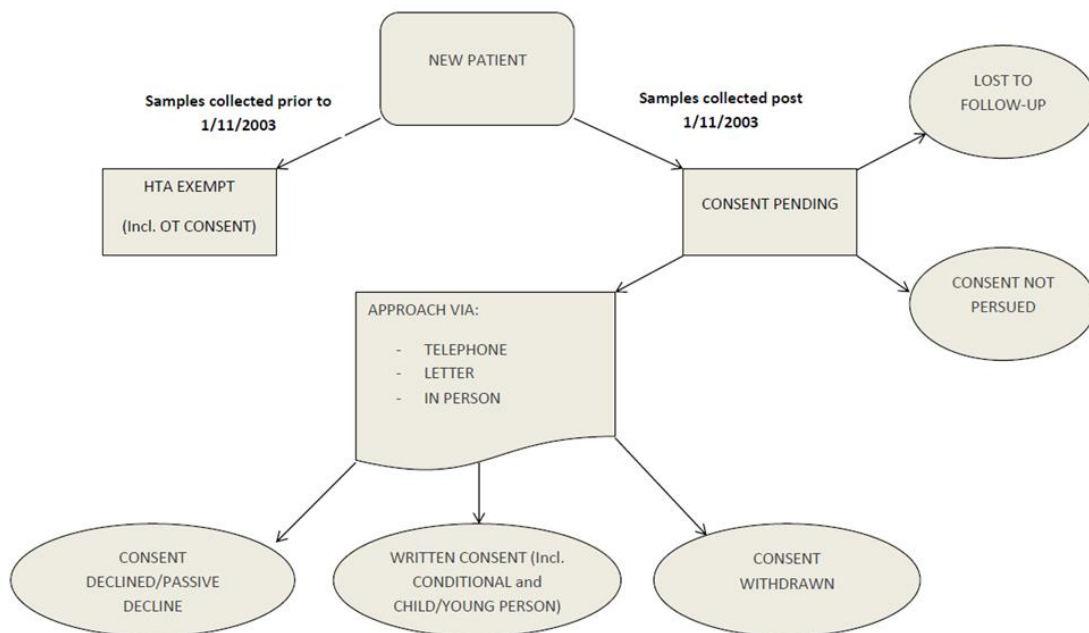 NEW PATIENT
LOST TO
FOLLOW-UP
Samples collected prior to
1/11/2003
Samples collected post
1/11/2003
HTA EXEMPT
(Incl. OT CONSENT)
CONSENT PENDING
CONSENT NOT
PERSUED
APPROACH VIA:
- TELEPHONE
- LETTER
- IN PERSON
CONSENT
DECLINED/PASSIVE
DECLINE
WRITTEN CONSENT (Incl.
CONDITIONAL and
CHILD/YOUNG PERSON)
CONSENT
WITHDRAWN